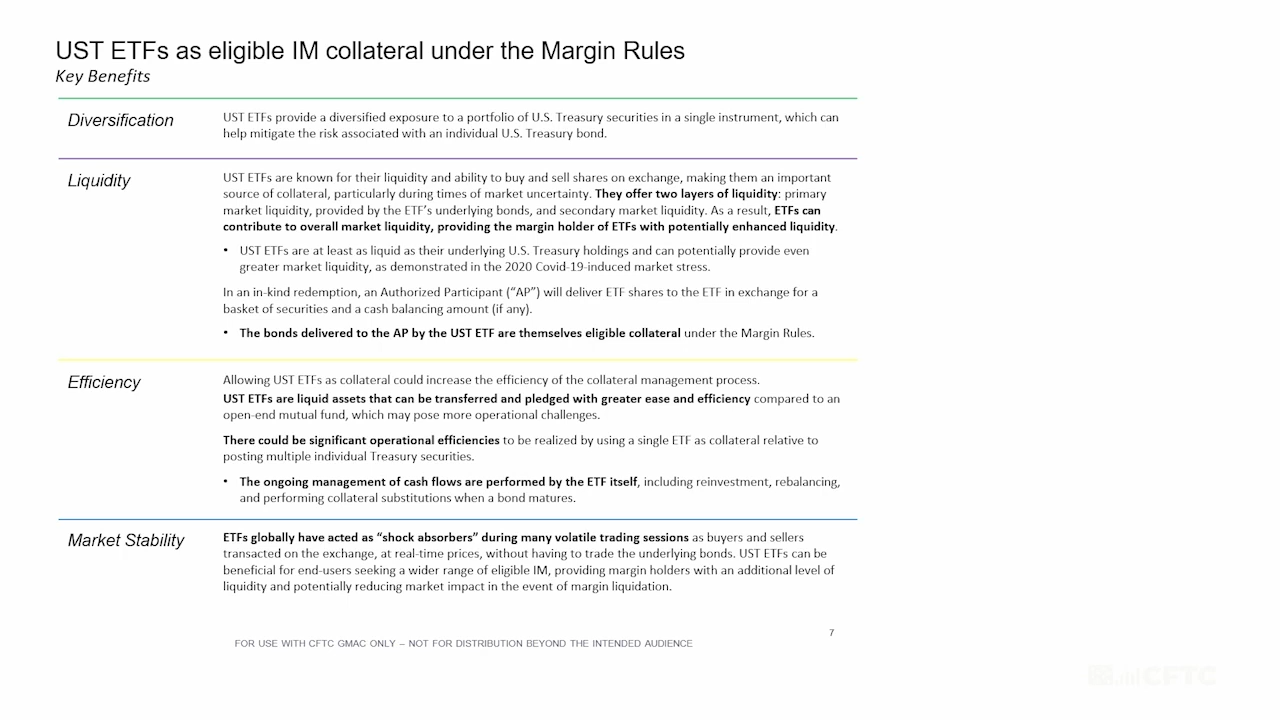 UST ETFs as eligible IM collateral under the Margin Rules
Key Benefits
Diversification
UST ETFs provide a diversified exposure to a portfolio of U.S. Treasury securities in a single instrument, which can
help mitigate the risk associated with an individual U.S. Treasury bond.
Liquidity
UST ETFs are known for their liquidity and ability to buy and sell shares on exchange, making them an important
source of collateral, particularly during times of market uncertainty. They offer two layers of liquidity: primary
market liquidity, provided by the ETF's underlying bonds, and secondary market liquidity. As a result, ETFs can
contribute to overall market liquidity, providing the margin holder of ETFs with potentially enhanced liquidity.
• UST ETFs are at least as liquid as their underlying U.S. Treasury holdings and can potentially provide even
greater market liquidity, as demonstrated in the 2020 Covid-19-induced market stress.
In an in-kind redemption, an Authorized Participant ("AP") will deliver ETF shares to the ETF in exchange for a
basket of securities and a cash balancing amount (if any).
• The bonds delivered to the AP by the UST ETF are themselves eligible collateral under the Margin Rules.
Efficiency
Allowing UST ETFs as collateral could increase the efficiency of the collateral management process.
UST ETFs are liquid assets that can be transferred and pledged with greater ease and efficiency compared to an
open-end mutual fund, which may pose more operational challenges.
There could be significant operational efficiencies to be realized by using a single ETF as collateral relative to
posting multiple individual Treasury securities.
• The ongoing management of cash flows are performed by the ETF itself, including reinvestment, rebalancing,
and performing collateral substitutions when a bond matures.
Market Stability
ETFs globally have acted as "shock absorbers" during many volatile trading sessions as buyers and sellers
transacted on the exchange, at real-time prices, without having to trade the underlying bonds. UST ETFs can be
beneficial for end-users seeking a wider range of eligible IM, providing margin holders with an additional level of
liquidity and potentially reducing market impact in the event of margin liquidation.
7
FOR USE WITH CFTC GMAC ONLY – NOT FOR DISTRIBUTION BEYOND THE INTENDED AUDIENCE
CFTC